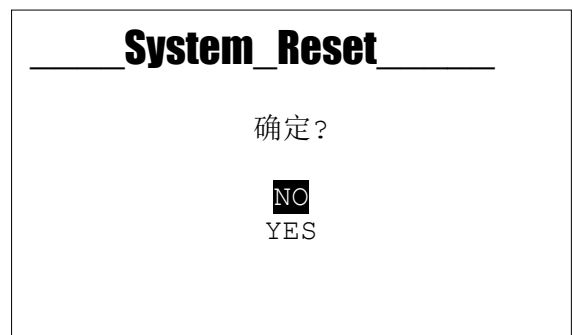 ____System_Reset_____
确定?
NO
YES